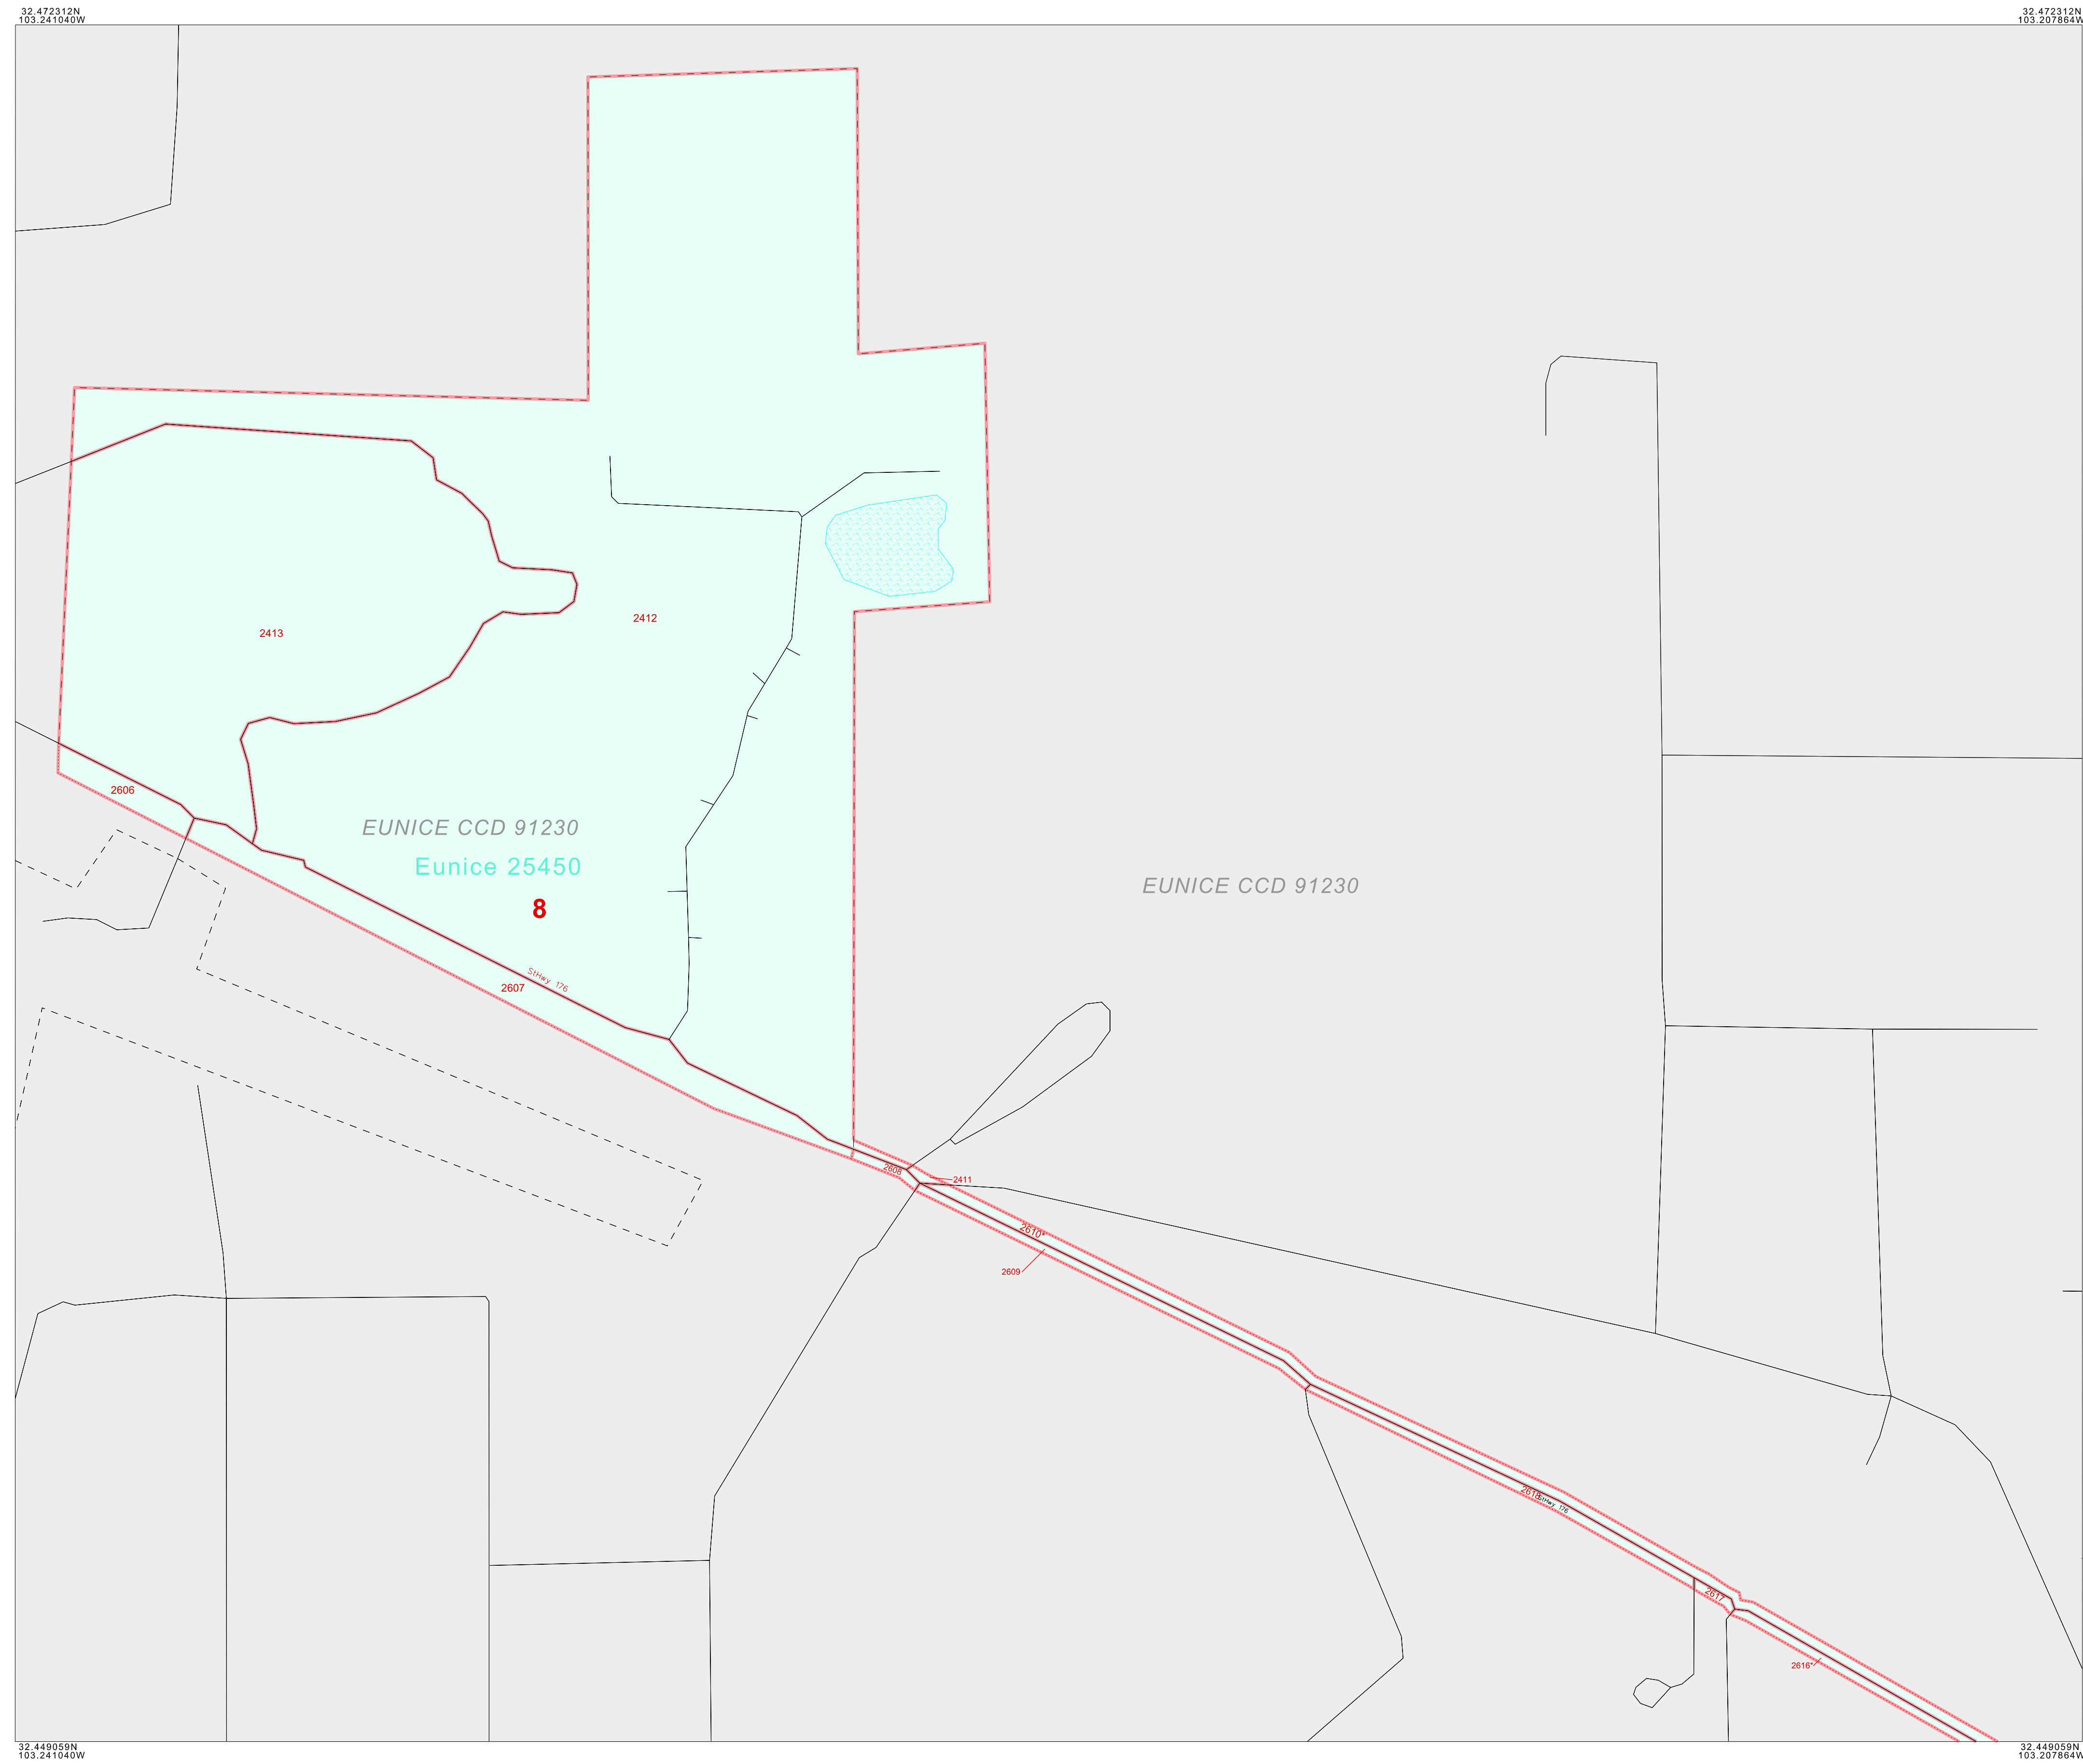 32.472312N
103.241040W
32.472312N
103.207864W
2413
2412
2606
EUNICE CCD 91230
Eunice 25450
8
EUNICE CCD 91230
StHwy 176
2607
2608
2411
2610*
2609
StHwy 176
2617
2616*
32.449059N
103.241040W
32.449059N
103.207864W